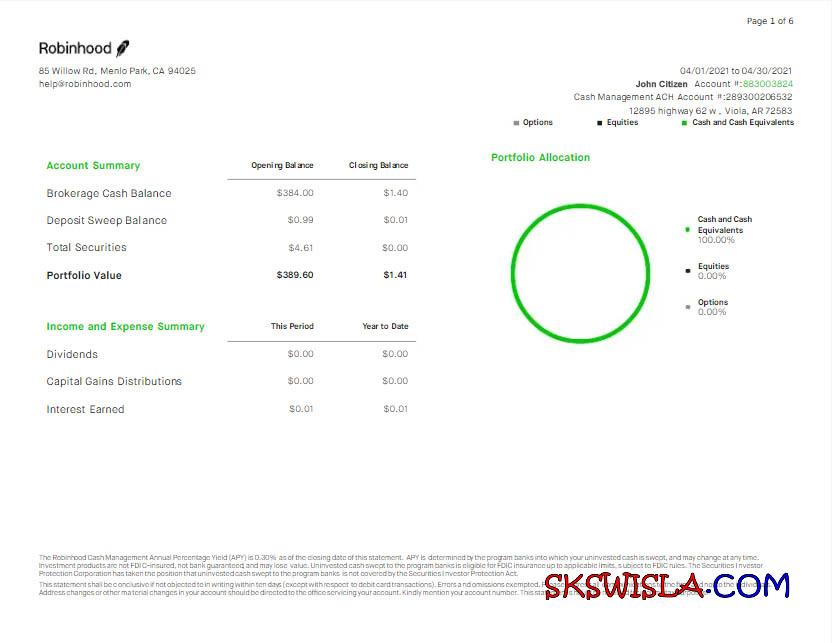 Page 1 of 6
Robinhood
85 Willow Rd, Menlo Park, CA 94025
help@robinhood.com
04/01/2021 to 04/30/2021
John Citizen Account #:883003824
Cash Management ACH Account #:289300206532
12895 highway 62 w , Viola, AR 72583
Options Equities Cash and Cash Equivalents
Account Summary Opening Balance Closing Balance
Brokerage Cash Balance $384.00 $1.40
Deposit Sweep Balance $0.99 $0.01
Total Securities $4.61 $0.00
Portfolio Value $389.60 $1.41
Portfolio Allocation
Cash and Cash
Equivalents
100.00%
Equities
0.00%
Options
0.00%
Income and Expense Summary This Period Year to Date
Dividends $0.00 $0.00
Capital Gains Distributions $0.00 $0.00
Interest Earned $0.01 $0.01
The Robinhood Cash Management Annual Percentage Yield (APY) is 0.30% as of the closing date of this statement. APY is determined by the program banks into which your uninvested cash is swept, and may change at any time.
Investment products are not FDIC-insured, not bank guaranteed, and may lose value. Uninvested cash swept to the program banks is eligible for FDIC insurance up to applicable limits, subject to FDIC rules. The Securities Investor
Protection Corporation has taken the position that uninvested cash swept to the program banks is not covered by the Securities Investor Protection Act.
This statement shall be conclusive if not objected to in writing within ten days (except with respect to debit card transactions). Errors and omissions exempted.
Address changes or other material changes in your account should be directed to the office servicing your account. Kindly mention your account number.
SKSWISLA.COM